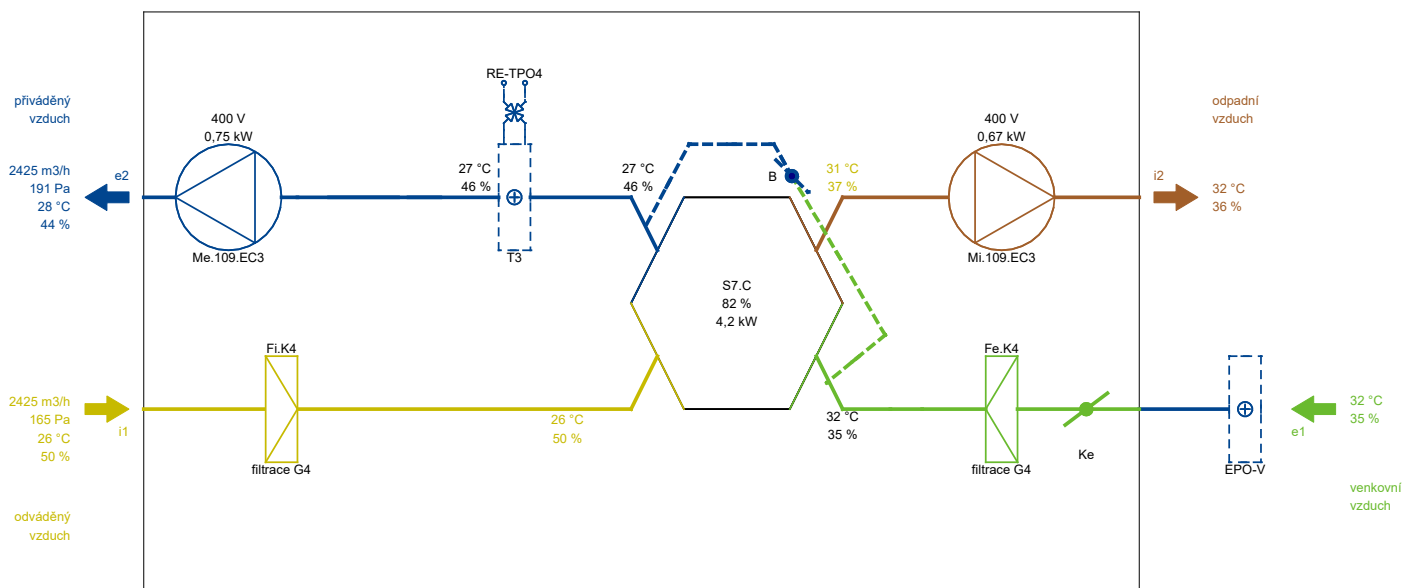 RE-TPO4
přiváděný
vzduch
400 V
0,75 kW
400 V
0,67 kW
odpadní
vzduch
2425 m3/h
191 Pa
28 °C
44 %
e2
27 °C
46 %
27 °C
46 %
B
31 °C
37 %
i2
32 °C
36 %
Me.109.EC3
T3
Mi.109.EC3
S7.C
82 %
4,2 kW
Fi.K4
Fe.K4
2425 m3/h
165 Pa
26 °C
50 %
i1
26 °C
50 %
32 °C
35 %
32 °C
35 %
e1
Ke
filtrace G4
filtrace G4
EPO-V
odváděný
vzduch
venkovní
vzduch